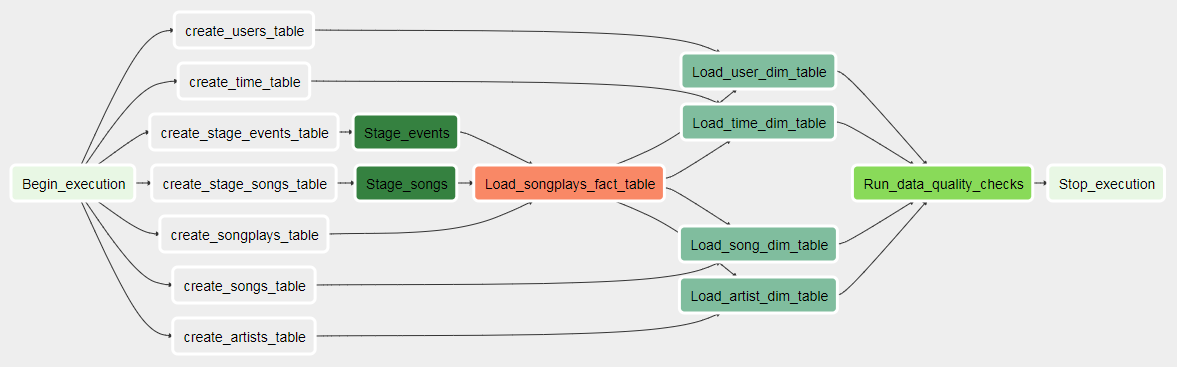 create_users_table
Load_user_dim_table
create_time_table
Load_time_dim_table
create_stage_events_table
Stage_events
Begin_execution
create_stage_songs_table
Stage_songs
Load_songplays_fact_table
Run_data_quality_checks
Stop_execution
create_songplays_table
Load_song_dim_table
create_songs_table
Load_artist_dim_table
create_artists_table